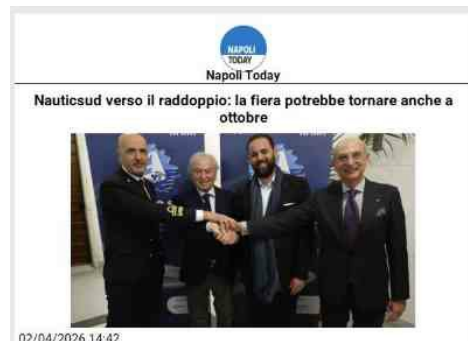 NAPOLI
TODAY
Napoli Today
Nauticsud verso il raddoppio: la fiera potrebbe tornare anche a
ottobre
02/04/2026 14:42